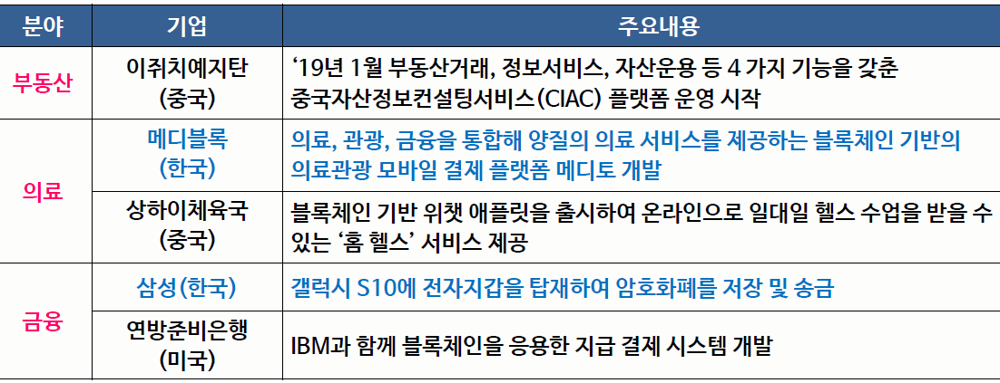 분야 기업 주요내용
부동산
이쥐치예지탄
(중국)
‘19년 1월 부동산거래, 정보서비스, 자산운용 등 4 가지 기능을 갖춘
중국자산정보컨설팅서비스(CIAC) 플랫폼 운영 시작
의료
메디블록
(한국)
의료, 관광, 금융을 통합해 양질의 의료 서비스를 제공하는 블록체인 기반의
의료관광 모바일 결제 플랫폼 메디토 개발
상하이체육국
(중국)
블록체인 기반 위챗 애플릿을 출시하여 온라인으로 일대일 헬스 수업을 받을 수
있는 ‘홈 헬스’ 서비스 제공
금융
삼성(한국)
갤럭시 S10에 전자지갑을 탑재하여 암호화폐를 저장 및 송금
연방준비은행
(미국)
IBM과 함께 블록체인을 응용한 지급 결제 시스템 개발